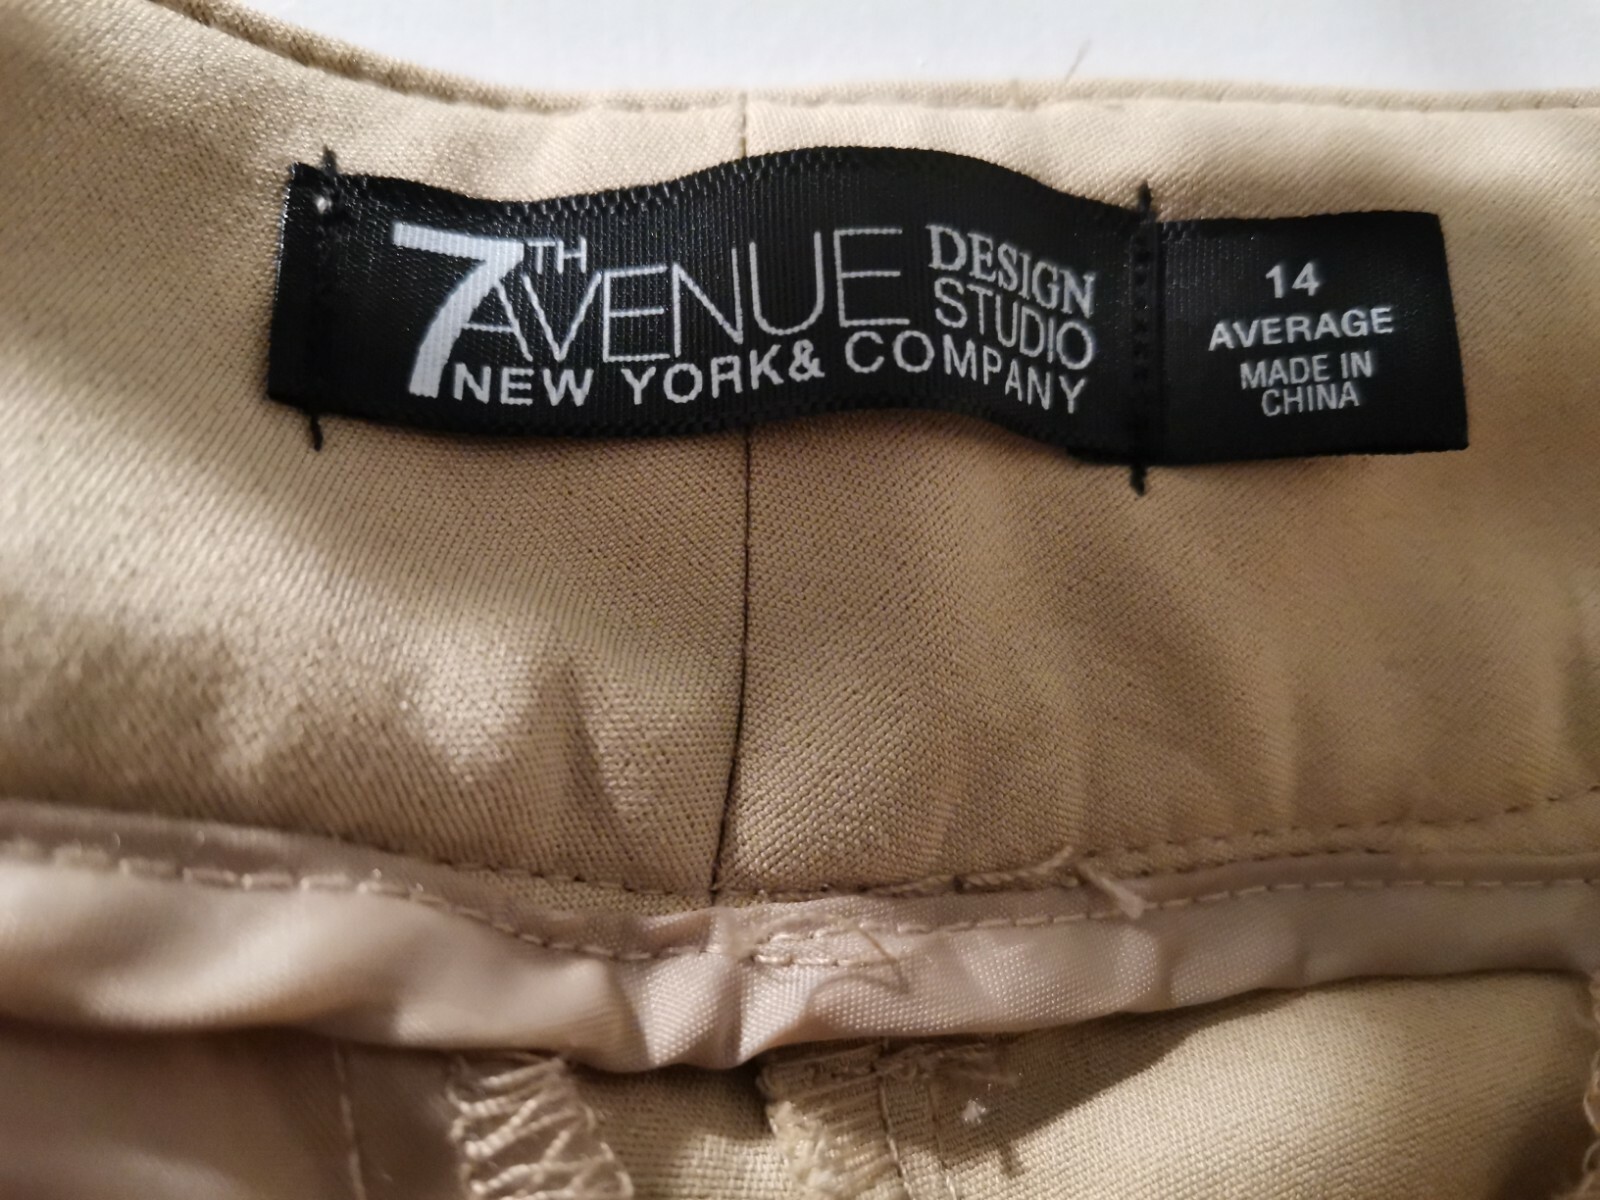 7TH AVENUE DESIGN STUDIO
NEW YORK & COMPANY
14
AVERAGE
MADE IN
CHINA